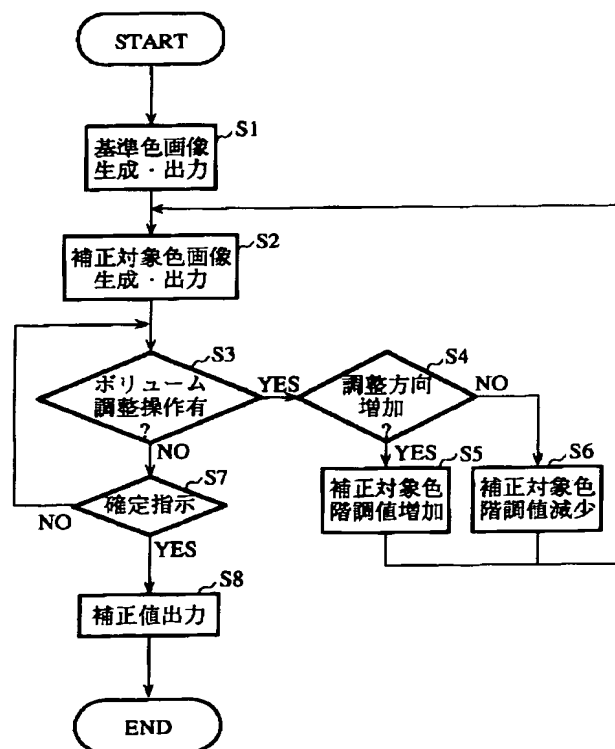 START
S1
基準色画像
生成・出力
S2
補正対象色画像
生成・出力
S3
ボリューム
調整操作有
?
YES
NO
S4
調整方向
増加
?
NO
YES
S5
補正対象色
階調値増加
S6
補正対象色
階調値減少
S7
確定指示
NO
YES
S8
補正値出力
END